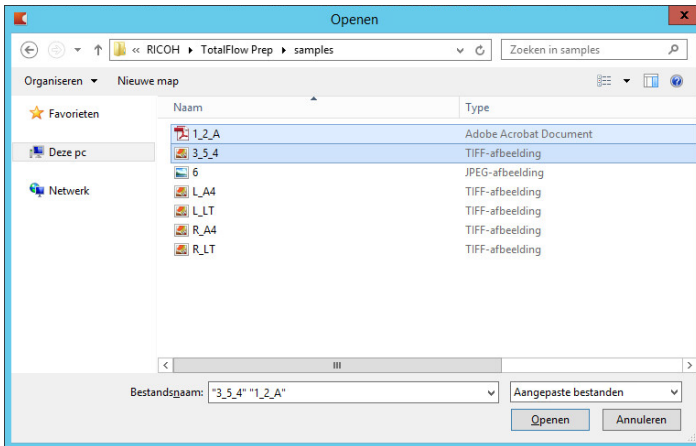 Openen
« RICOH ▸ TotalFlow Prep ▸ samples
Zoeken in samples
Organiseren
Nieuwe map
Favorieten
Deze pc
Netwerk
Naam Type
1_2_A Adobe Acrobat Document
3_5_4 TIFF-afbeelding
6 JPEG-afbeelding
L_A4 TIFF-afbeelding
L_LT TIFF-afbeelding
R_A4 TIFF-afbeelding
R_LT TIFF-afbeelding
Bestandsnaam: "3_5_4" "1_2_A"
Aangepaste bestanden
Openen Annuleren